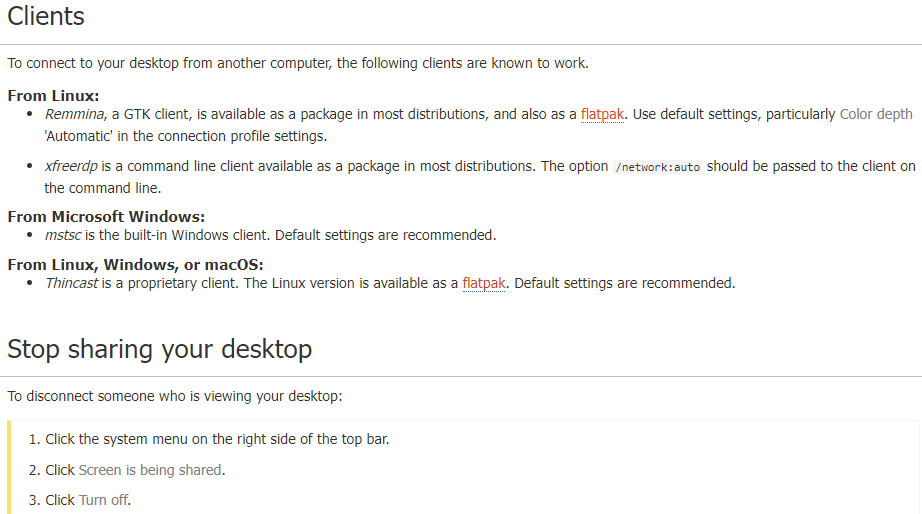 Clients
To connect to your desktop from another computer, the following clients are known to work.
From Linux:
• Remmina, a GTK client, is available as a package in most distributions, and also as a flatpak. Use default settings, particularly Color depth
'Automatic' in the connection profile settings.
• xfreerdp is a command line client available as a package in most distributions. The option /network:auto should be passed to the client on
the command line.
From Microsoft Windows:
• mstsc is the built-in Windows client. Default settings are recommended.
From Linux, Windows, or macOS:
• Thincast is a proprietary client. The Linux version is available as a flatpak. Default settings are recommended.
Stop sharing your desktop
To disconnect someone who is viewing your desktop:
1. Click the system menu on the right side of the top bar.
2. Click Screen is being shared.
3. Click Turn off.